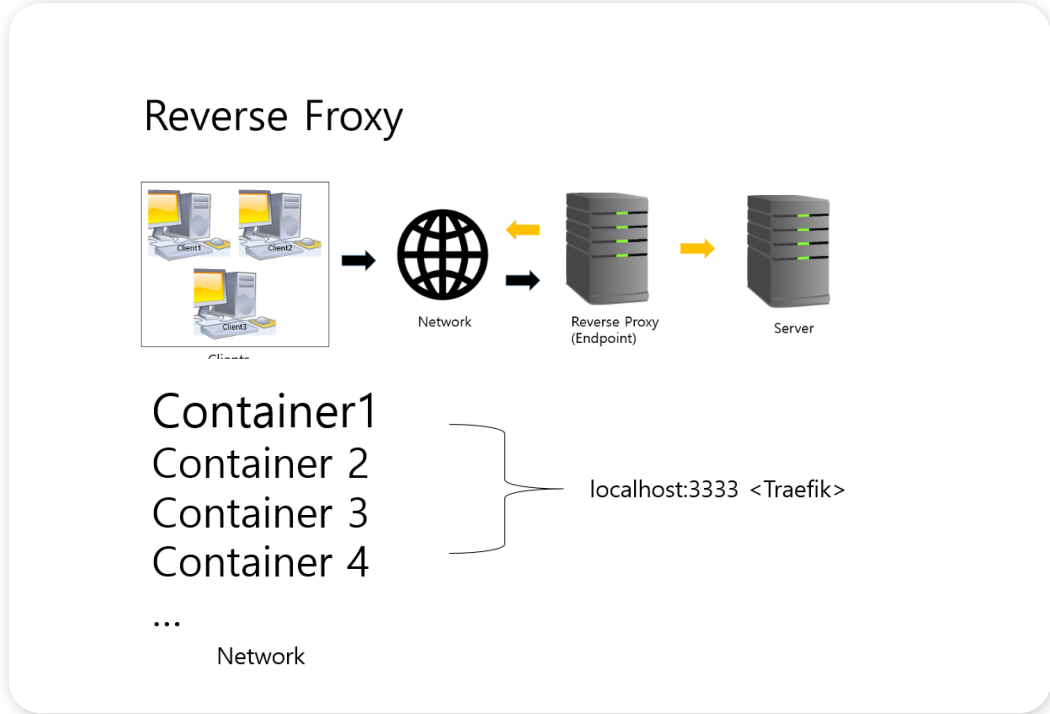 Reverse Froxy
Client1
Client2
Client3
Clients
Network
Reverse Proxy
(Endpoint)
Server
Container1
Container 2
Container 3
Container 4
...
localhost:3333 <Traefik>
Network